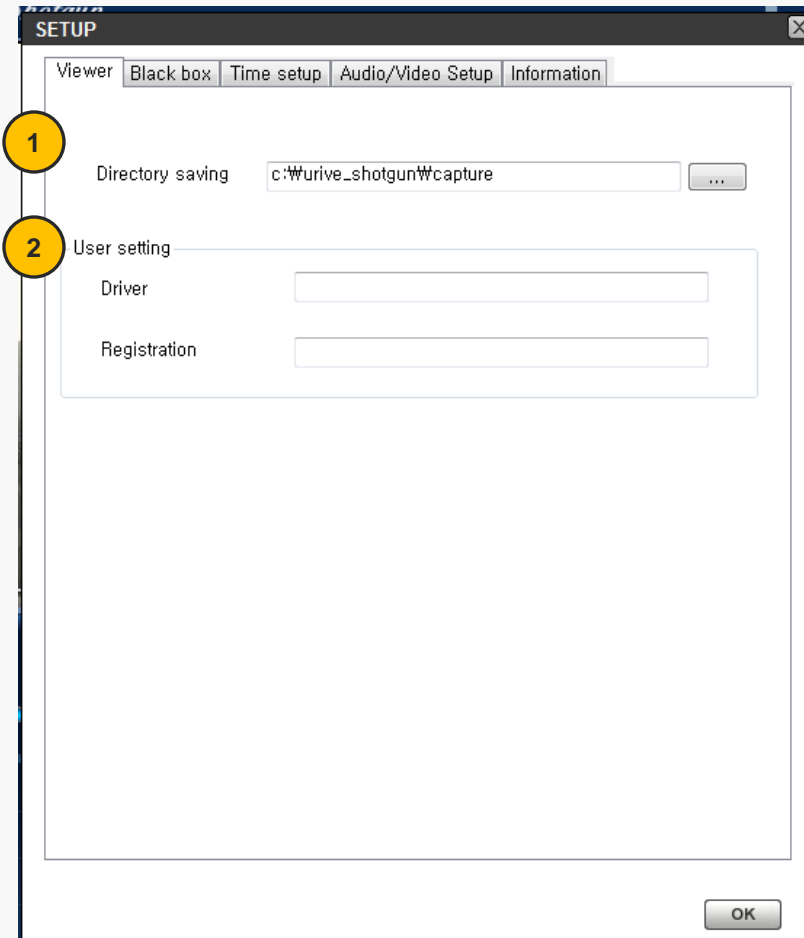 SETUP
Viewer Black box Time setup Audio/Video Setup Information
1
Directory saving c:₩urive_shotgun₩capture ...
2
User setting
Driver
Registration
OK